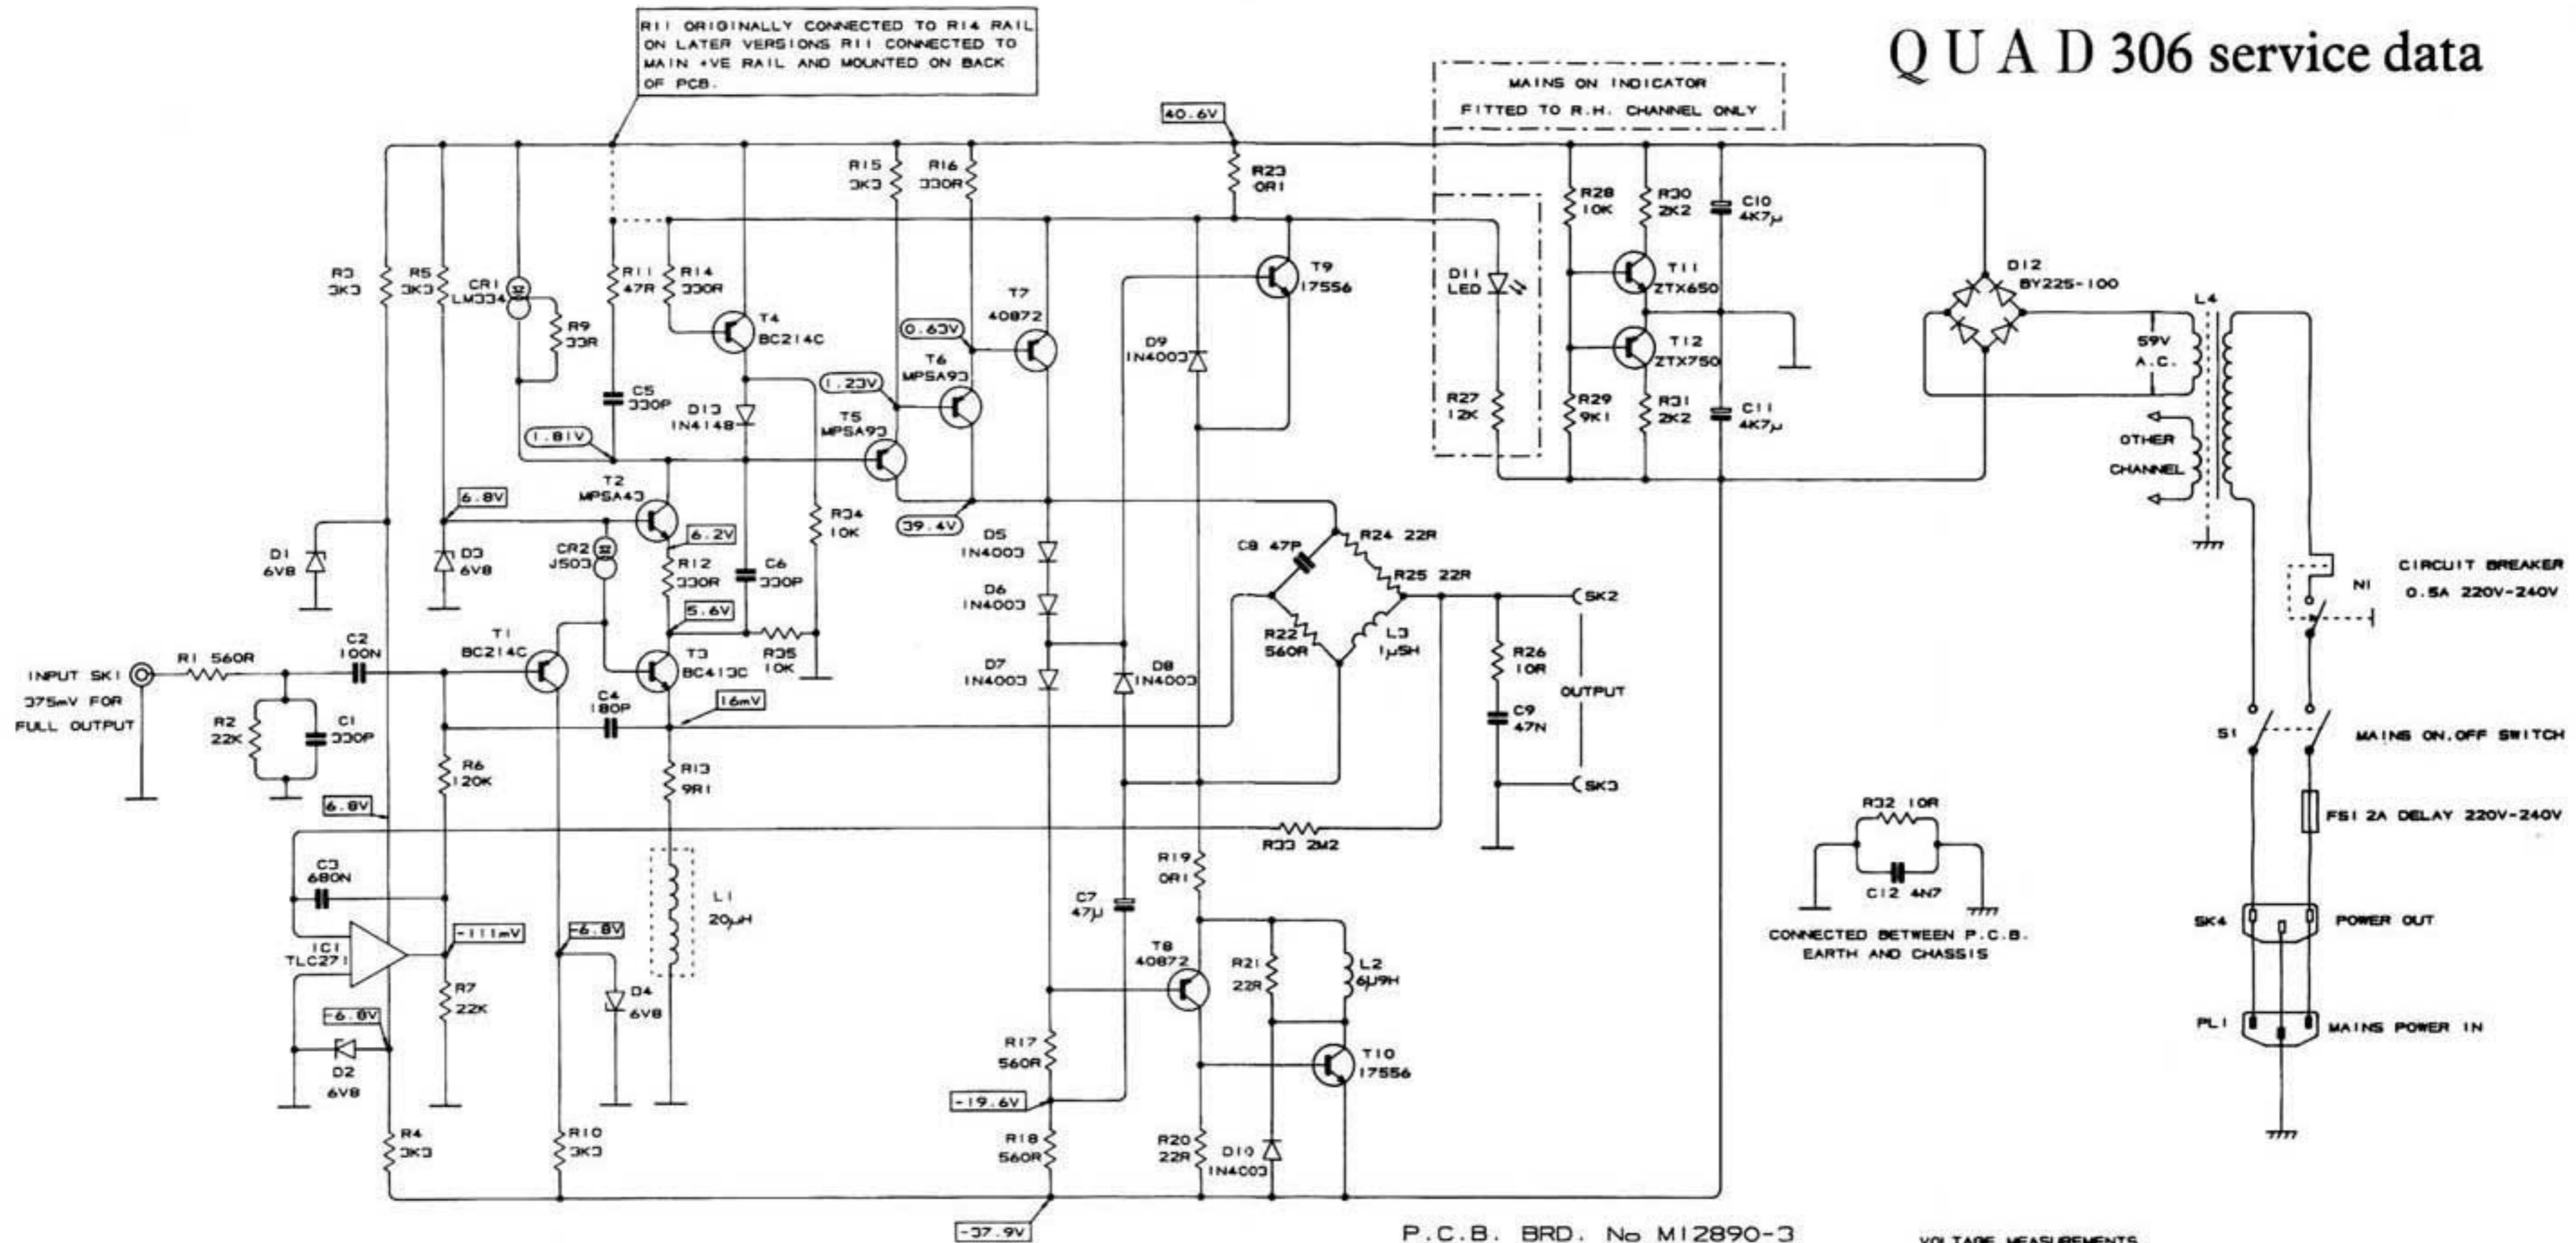 R11 ORIGINALLY CONNECTED TO R14 RAIL
ON LATER VERSIONS R11 CONNECTED TO
MAIN +VE RAIL AND MOUNTED ON BACK
OF PCB.
QUAD 306 service data
MAINS ON INDICATOR
FITTED TO R.H. CHANNEL ONLY
40.6V
R15
3K3
R16
330R
R23
0R1
R28
10K
R30
2K2
C10
4K7µ
R3
3K3
R5
3K3
CR1
LM334
R9
33R
R11
47R
R14
330R
T4
BC214C
T7
40872
0.63V
T6
MPSA93
T9
17556
D9
1N4003
D11
LED
T11
ZTX650
T12
ZTX750
D12
BY225-100
L4
59V
A.C.
C5
330P
D13
1N4148
1.23V
T5
MPSA93
R27
12K
R29
9K1
R31
2K2
C11
4K7µ
OTHER
CHANNEL
1.81V
T2
MPSA43
6.8V
39.4V
D1
6V8
D3
6V8
CR2
J503
6.2V
R12
330R
C6
330P
R34
10K
D5
1N4003
C8 47P
R24 22R
R25 22R
CIRCUIT BREAKER
0.5A 220V-240V
N1
5.6V
D6
1N4003
SK2
R22
560R
L3
1µ5H
INPUT SK1
375mV FOR
FULL OUTPUT
R1 560R
C2
100N
T1
BC214C
T3
BC413C
R35
10K
D7
1N4003
D8
1N4003
R26
10R
OUTPUT
R2
22K
C1
330P
C4
180P
16mV
C9
47N
S1
MAINS ON.OFF SWITCH
R6
120K
R13
9R1
SK3
6.8V
R33 2M2
R32 10R
C12 4N7
FS1 2A DELAY 220V-240V
C3
680N
R19
0R1
L1
20µH
C7
47µ
CONNECTED BETWEEN P.C.B.
EARTH AND CHASSIS
SK4
POWER OUT
IC1
TLC271
-111mV
-6.8V
T8
40872
R21
22R
L2
6µ9H
R7
22K
D4
6V8
-6.8V
D2
6V8
R17
560R
T10
17556
PL1
MAINS POWER IN
-19.6V
R4
3K3
R10
3K3
R18
560R
R20
22R
D10
1N4003
-37.9V
P.C.B. BRD. No M12890-3
VOLTAGE MEASUREMENTS